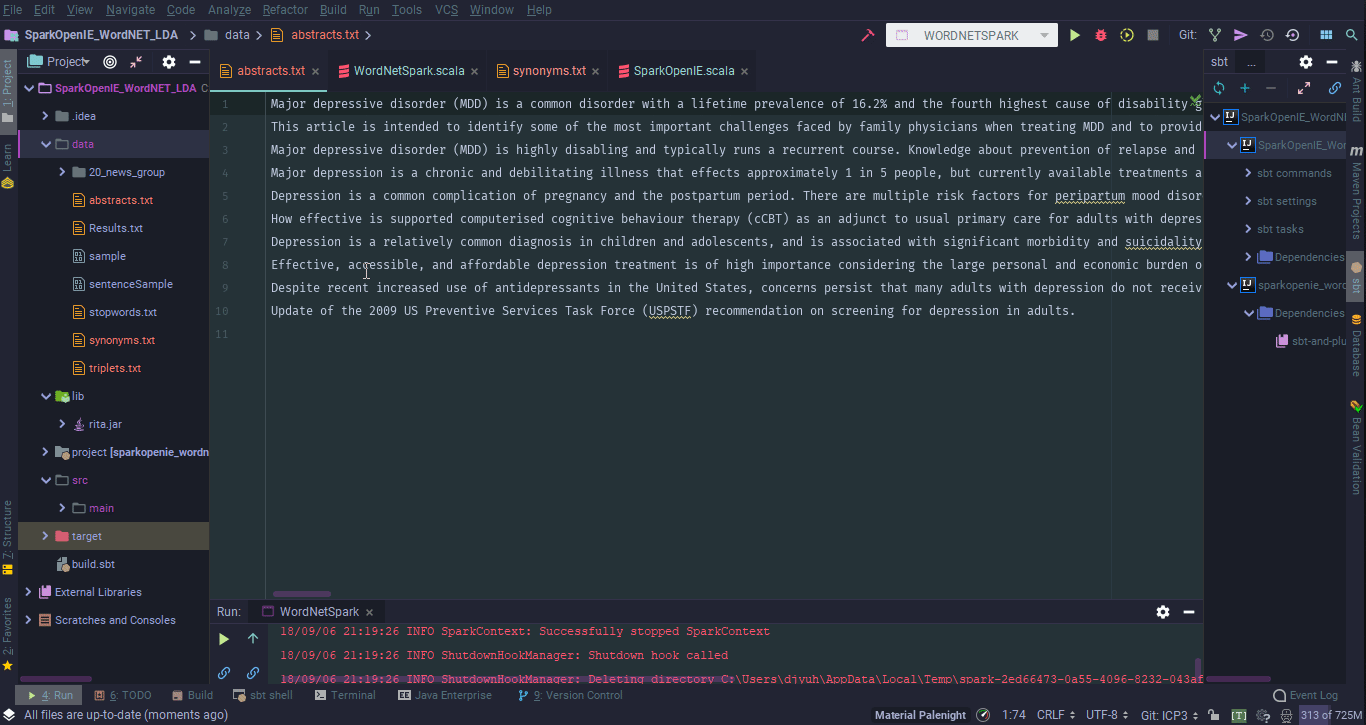 File Edit View Navigate Code Analyze Refactor Build Run Tools VCS Window Help
SparkOpenIE_WordNET_LDA data abstracts.txt WORDNETSPARK Git:
Project abstracts.txt WordNetSpark.scala synonyms.txt SparkOpenIE.scala sbt ...
1: Project
Learn
7: Structure
2: Favorites
SparkOpenIE_WordNET_LDA C
.idea
data
20_news_group
abstracts.txt
Results.txt
sample
sentenceSample
stopwords.txt
synonyms.txt
triplets.txt
lib
rita.jar
project [sparkopenie_wordn
src
main
target
build.sbt
External Libraries
Scratches and Consoles
1 Major depressive disorder (MDD) is a common disorder with a lifetime prevalence of 16.2% and the fourth highest cause of disability g
2 This article is intended to identify some of the most important challenges faced by family physicians when treating MDD and to provid
3 Major depressive disorder (MDD) is highly disabling and typically runs a recurrent course. Knowledge about prevention of relapse and
4 Major depression is a chronic and debilitating illness that effects approximately 1 in 5 people, but currently available treatments a
5 Depression is a common complication of pregnancy and the postpartum period. There are multiple risk factors for peripartum mood disor
6 How effective is supported computerised cognitive behaviour therapy (cCBT) as an adjunct to usual primary care for adults with depres
7 Depression is a relatively common diagnosis in children and adolescents, and is associated with significant morbidity and suicidality
8 Effective, accessible, and affordable depression treatment is of high importance considering the large personal and economic burden o
9 Despite recent increased use of antidepressants in the United States, concerns persist that many adults with depression do not receiv
10 Update of the 2009 US Preventive Services Task Force (USPSTF) recommendation on screening for depression in adults.
11
SparkOpenIE_WordNI
SparkOpenIE_Wor
sbt commands
sbt settings
sbt tasks
Dependencies
sparkopenie_word
Dependencies
sbt-and-plu
Ant Build
Maven Projects
sbt
Database
Bean Validation
Run: WordNetSpark
18/09/06 21:19:26 INFO SparkContext: Successfully stopped SparkContext
18/09/06 21:19:26 INFO ShutdownHookManager: Shutdown hook called
18/09/06 21:19:26 INFO ShutdownHookManager: Deleting directory C:\Users\djyuh\AppData\Local\Temp\spark-2ed66473-0a55-4096-8232-043af
4: Run 6: TODO Build sbt shell Terminal Java Enterprise 9: Version Control Event Log
All files are up-to-date (moments ago) Material Palenight 1:74 CRLF UTF-8 Git: ICP3 [T] 313 of 725M